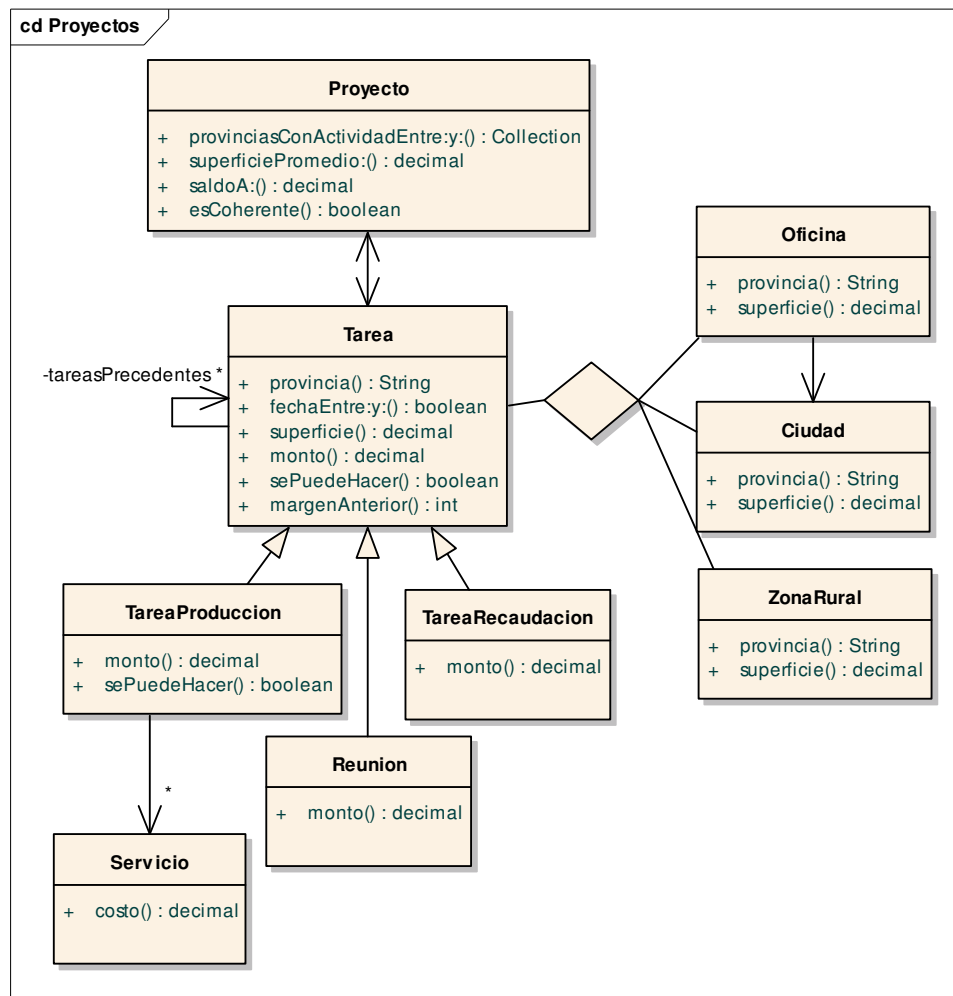 cd Proyectos
Proyecto
+ provinciasConActividadEntre:y:() : Collection
+ superficiePromedio:() : decimal
+ saldoA:() : decimal
+ esCoherente() : boolean
Oficina
+ provincia() : String
+ superficie() : decimal
Tarea
+ provincia() : String
+ fechaEntre:y:() : boolean
+ superficie() : decimal
+ monto() : decimal
+ sePuedeHacer() : boolean
+ margenAnterior() : int
-tareasPrecedentes *
Ciudad
+ provincia() : String
+ superficie() : decimal
TareaProduccion
+ monto() : decimal
+ sePuedeHacer() : boolean
TareaRecaudacion
+ monto() : decimal
ZonaRural
+ provincia() : String
+ superficie() : decimal
Reunion
+ monto() : decimal
*
Servicio
+ costo() : decimal